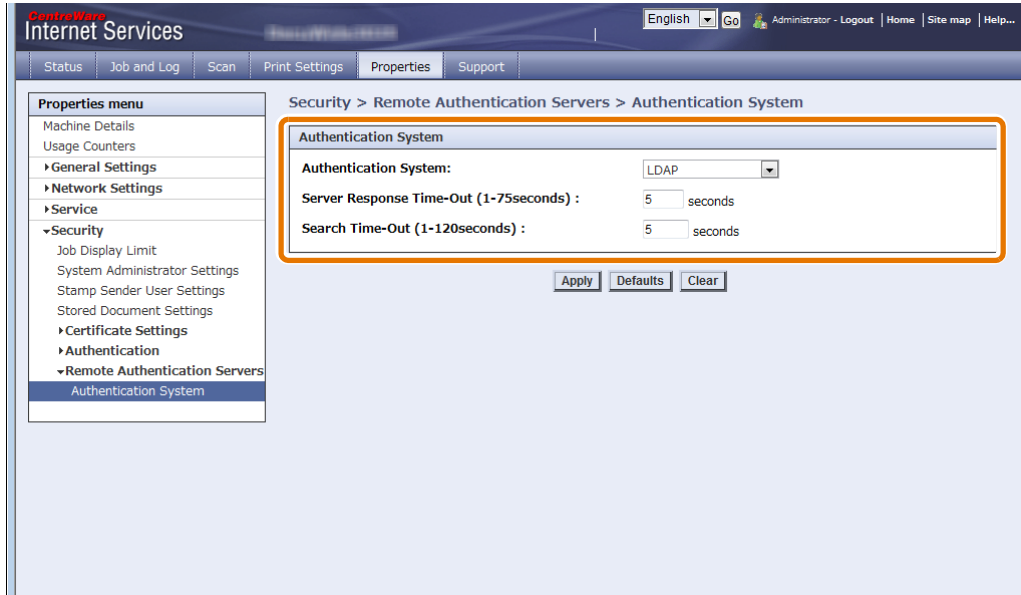 CentreWare
Internet Services
English Go Administrator - Logout | Home | Site map | Help...
Status Job and Log Scan Print Settings Properties Support
Properties menu
Machine Details
Usage Counters
General Settings
Network Settings
Service
Security
Job Display Limit
System Administrator Settings
Stamp Sender User Settings
Stored Document Settings
Certificate Settings
Authentication
Remote Authentication Servers
Authentication System
Security > Remote Authentication Servers > Authentication System
Authentication System
Authentication System: LDAP
Server Response Time-Out (1-75seconds) : 5 seconds
Search Time-Out (1-120seconds) : 5 seconds
Apply Defaults Clear